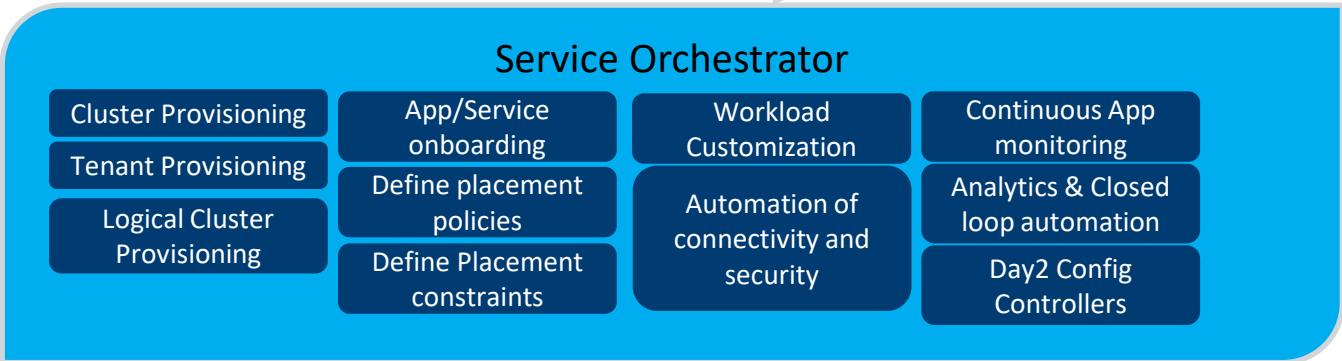 Service Orchestrator
Cluster Provisioning
Tenant Provisioning
Logical Cluster
Provisioning
App/Service
onboarding
Define placement
policies
Define Placement
constraints
Workload
Customization
Automation of
connectivity and
security
Continuous App
monitoring
Analytics & Closed
loop automation
Day2 Config
Controllers